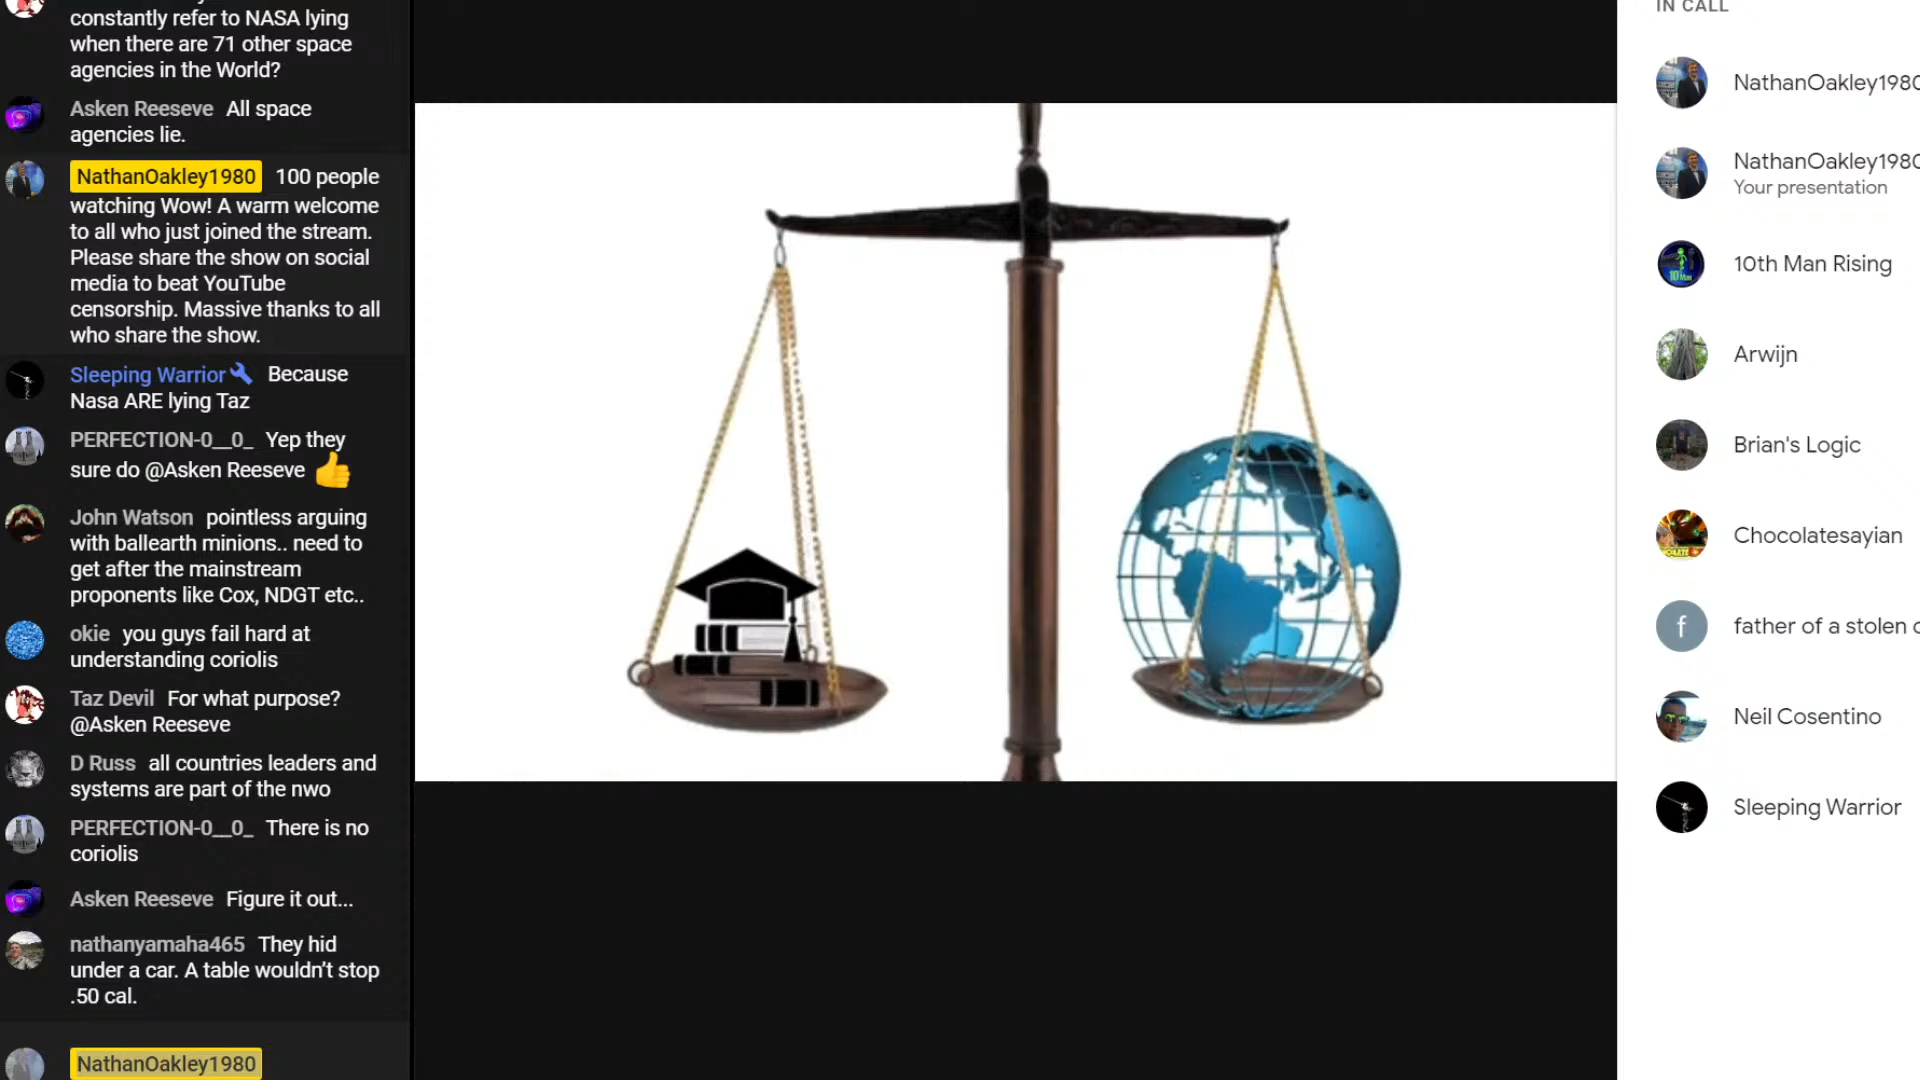 constantly refer to NASA lying
when there are 71 other space
agencies in the World?
Asken Reeseve All space
agencies lie.
NathanOakley1980 100 people
watching Wow! A warm welcome
to all who just joined the stream.
Please share the show on social
media to beat YouTube
censorship. Massive thanks to all
who share the show.
Sleeping Warrior Because
Nasa ARE lying Taz
PERFECTION-0__0_ Yep they
sure do @Asken Reeseve
John Watson pointless arguing
with ballearth minions.. need to
get after the mainstream
proponents like Cox, NDGT etc..
okie you guys fail hard at
understanding coriolis
Taz Devil For what purpose?
@Asken Reeseve
D Russ all countries leaders and
systems are part of the nwo
PERFECTION-0__0_ There is no
coriolis
Asken Reeseve Figure it out...
nathanyamaha465 They hid
under a car. A table wouldn't stop
.50 cal.
NathanOakley1980
IN CALL
NathanOakley1980
NathanOakley1980
Your presentation
10th Man Rising
Arwijn
Brian's Logic
Chocolatesayian
f
father of a stolen
Neil Cosentino
Sleeping Warrior